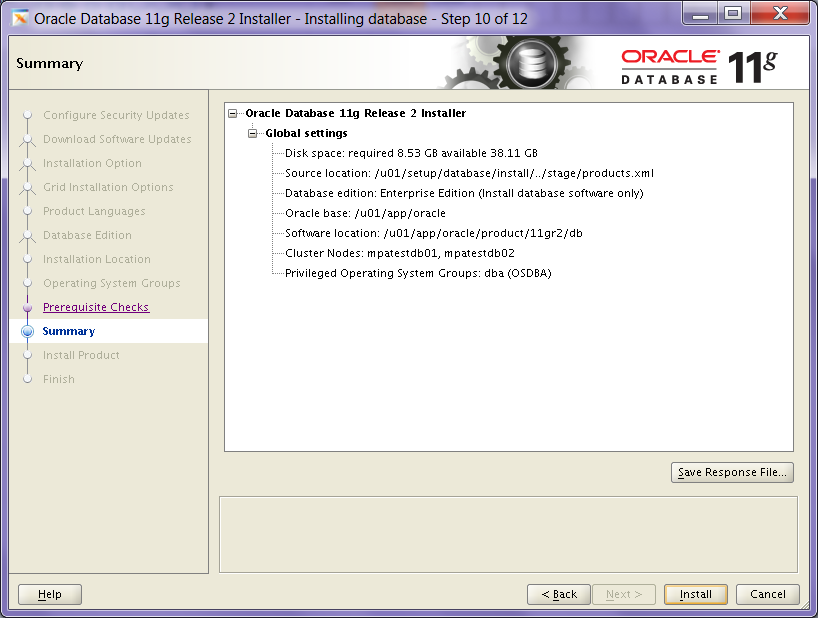 Oracle Database 11g Release 2 Installer - Installing database - Step 10 of 12
Summary
ORACLE
DATABASE
11g
Configure Security Updates
Download Software Updates
Installation Option
Grid Installation Options
Product Languages
Database Edition
Installation Location
Operating System Groups
Prerequisite Checks
Summary
Install Product
Finish
Oracle Database 11g Release 2 Installer
Global settings
Disk space: required 8.53 GB available 38.11 GB
Source location: /u01/setup/database/install/../stage/products.xml
Database edition: Enterprise Edition (Install database software only)
Oracle base: /u01/app/oracle
Software location: /u01/app/oracle/product/11gr2/db
Cluster Nodes: mpatestdb01, mpatestdb02
Privileged Operating System Groups: dba (OSDBA)
Save Response File...
Help
< Back
Next >
Install
Cancel